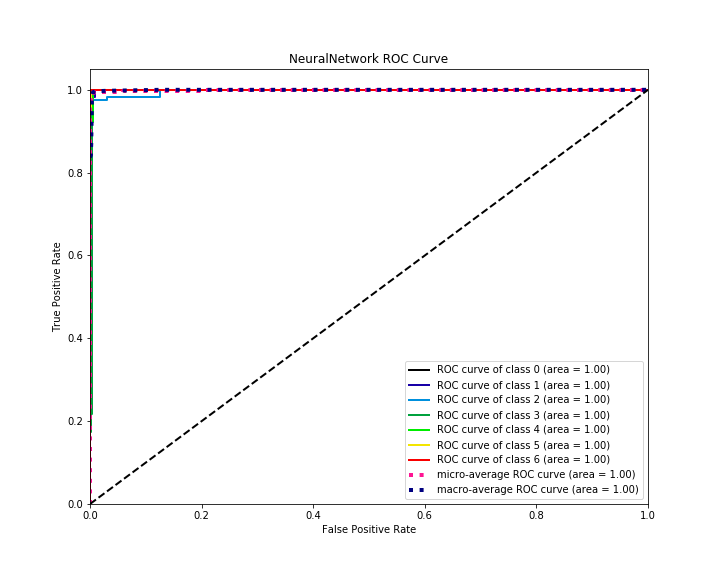 NeuralNetwork ROC Curve
True Positive Rate
1.0
0.8
0.6
0.4
0.2
0.0
ROC curve of class 0 (area = 1.00)
ROC curve of class 1 (area = 1.00)
ROC curve of class 2 (area = 1.00)
ROC curve of class 3 (area = 1.00)
ROC curve of class 4 (area = 1.00)
ROC curve of class 5 (area = 1.00)
ROC curve of class 6 (area = 1.00)
micro-average ROC curve (area = 1.00)
macro-average ROC curve (area = 1.00)
0.0 0.2 0.4 0.6 0.8 1.0
False Positive Rate